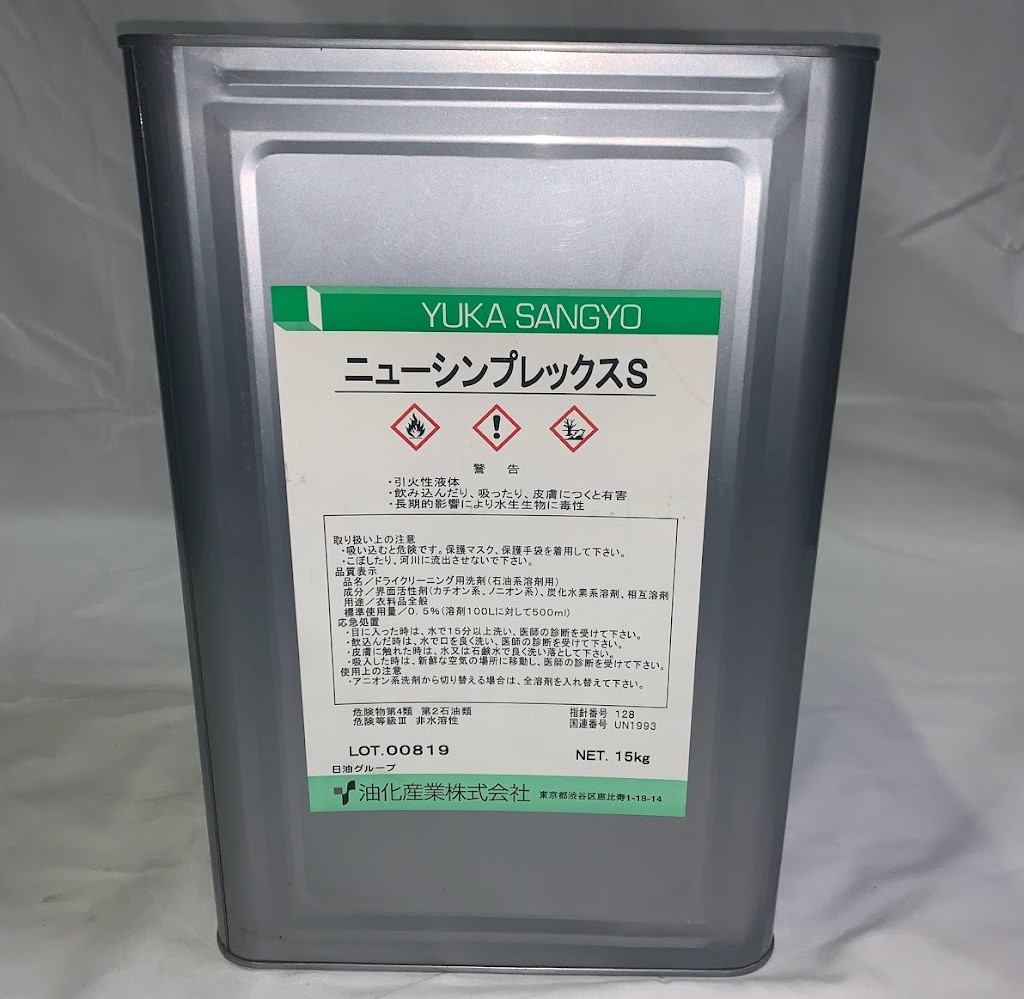 YUKA SANGYO
ニューシンプレックスS
警 告
・引火性液体
・飲み込んだり、吸ったり、皮膚につくと有害
・長期的影響により水生生物に毒性
取り扱い上の注意
・吸い込むと危険です。保護マスク、保護手袋を着用して下さい。
・こぼしたり、河川に流出させないで下さい。
品質表示
品名／ドライクリーニング用洗剤(石油系溶剤用)
成分／界面活性剤(カチオン系、ノニオン系)、炭化水素系溶剤、相互溶剤
用途／衣料品全般
標準使用量／0.5%(溶剤100Lに対して500ml)
応急処置
・目に入った時は、水で15分以上洗い、医師の診断を受けて下さい。
・飲込んだ時は、水で口を良く洗い、医師の診断を受けて下さい。
・皮膚に触れた時は、水又は石鹸水で良く洗い落として下さい。
・吸入した時は、新鮮な空気の場所に移動し、医師の診断を受けて下さい。
使用上の注意
・アニオン系洗剤から切り替える場合は、全溶剤を入れ替えて下さい。
危険物第4類 第2石油類 指針番号 128
危険等級Ⅲ 非水溶性 国連番号 UN1993
LOT.00819 NET. 15kg
日油グループ
油化産業株式会社 東京都渋谷区恵比寿1-18-14